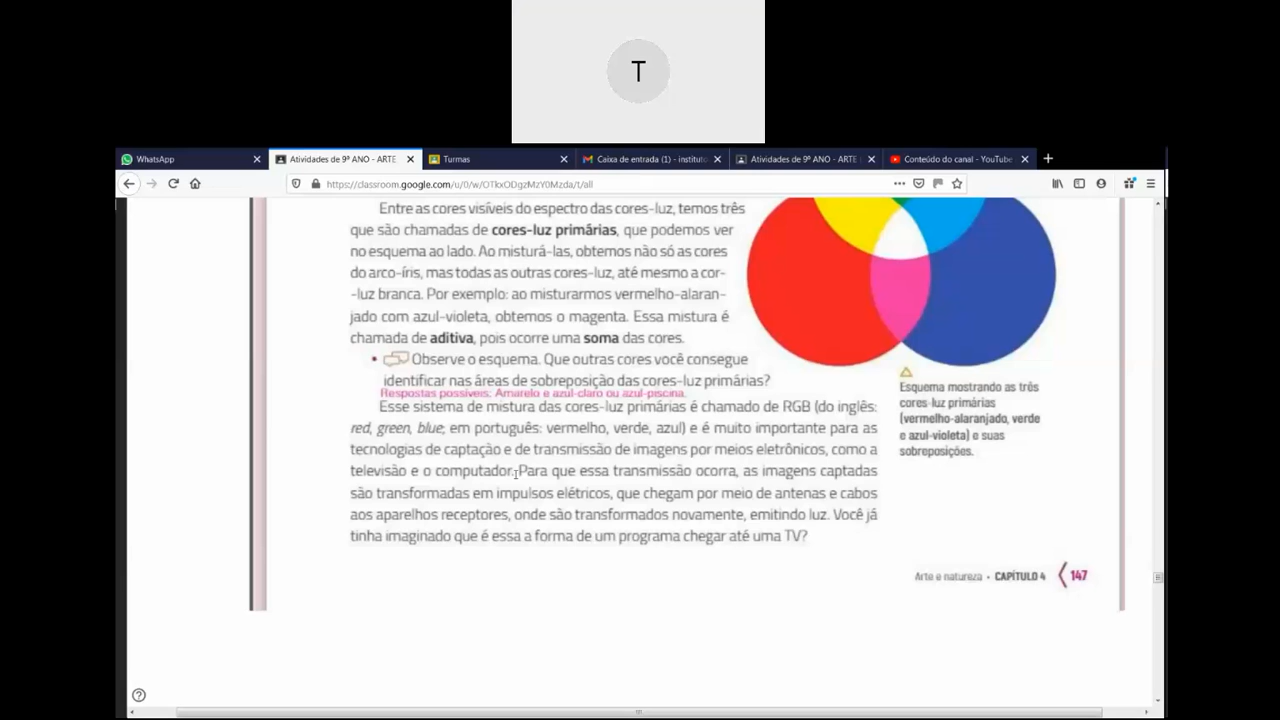 T
WhatsApp
Atividades de 9º ANO - ARTE
Turmas
Caixa de entrada (1) - institut
Atividades de 9º ANO - ARTE
Conteúdo do canal - YouTube
https://classroom.google.com/u/0/w/OTkxODgzMzY0Mzda/t/all
Entre as cores visíveis do espectro das cores-luz, temos três
que são chamadas de cores-luz primárias, que podemos ver
no esquema ao lado. Ao misturá-las, obtemos não só as cores
do arco-íris, mas todas as outras cores-luz, até mesmo a cor-
-luz branca. Por exemplo: ao misturarmos vermelho-alaran-
jado com azul-violeta, obtemos o magenta. Essa mistura é
chamada de aditiva, pois ocorre uma soma das cores.
• Observe o esquema. Que outras cores você consegue
identificar nas áreas de sobreposição das cores-luz primárias?
Respostas possíveis: Amarelo e azul-claro ou azul-piscina.
Esse sistema de mistura das cores-luz primárias é chamado de RGB (do inglês:
red, green, blue; em português: vermelho, verde, azul) e é muito importante para as
tecnologias de captação e de transmissão de imagens por meios eletrônicos, como a
televisão e o computador. Para que essa transmissão ocorra, as imagens captadas
são transformadas em impulsos elétricos, que chegam por meio de antenas e cabos
aos aparelhos receptores, onde são transformados novamente, emitindo luz. Você já
tinha imaginado que é essa a forma de um programa chegar até uma TV?
Esquema mostrando as três
cores-luz primárias
(vermelho-alaranjado, verde
e azul-violeta) e suas
sobreposições.
Arte e natureza • CAPÍTULO 4 147